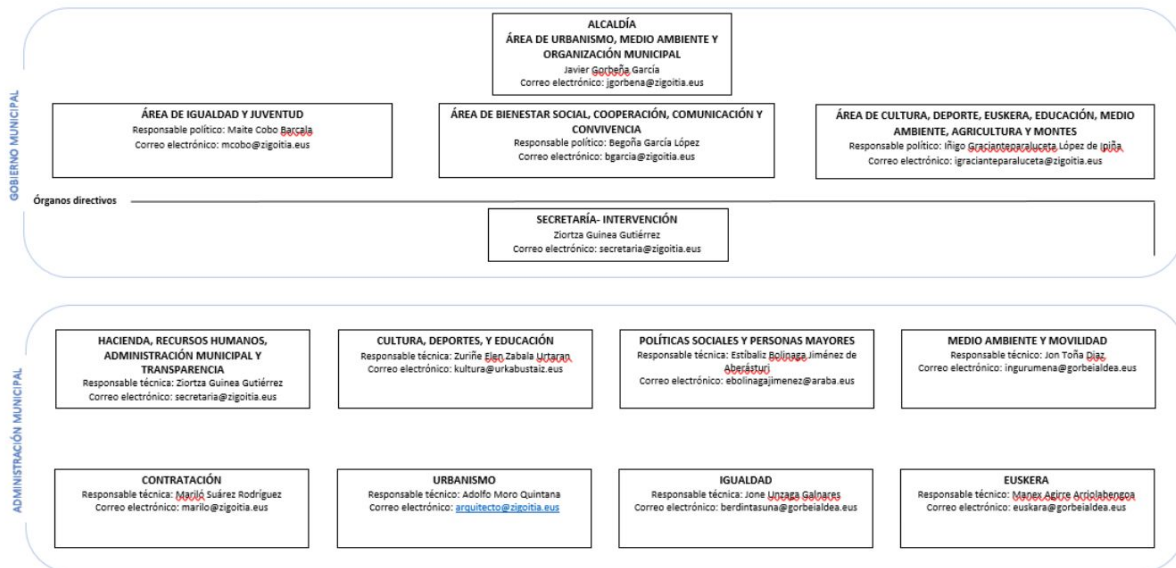 GOBIERNO MUNICIPAL
ALCALDÍA
ÁREA DE URBANISMO, MEDIO AMBIENTE Y
ORGANIZACIÓN MUNICIPAL
Javier Gorbeña García
Correo electrónico: jgorbena@zigoitia.eus
ÁREA DE IGUALDAD Y JUVENTUD
Responsable político: Maite Cobo Barcala
Correo electrónico: mcobo@zigoitia.eus
ÁREA DE BIENESTAR SOCIAL, COOPERACIÓN, COMUNICACIÓN Y
CONVIVENCIA
Responsable político: Begoña García López
Correo electrónico: bgarcia@zigoitia.eus
ÁREA DE CULTURA, DEPORTE, EUSKERA, EDUCACIÓN, MEDIO
AMBIENTE, AGRICULTURA Y MONTES
Responsable político: Iñigo Gracianteparaluceta López de Ipiña
Correo electrónico: igracianteparaluceta@zigoitia.eus
Órganos directivos
SECRETARÍA- INTERVENCIÓN
Ziortza Guinea Gutiérrez
Correo electrónico: secretaria@zigoitia.eus
ADMINISTRACIÓN MUNICIPAL
HACIENDA, RECURSOS HUMANOS,
ADMINISTRACIÓN MUNICIPAL Y
TRANSPARENCIA
Responsable técnica: Ziortza Guinea Gutiérrez
Correo electrónico: secretaria@zigoitia.eus
CULTURA, DEPORTES, Y EDUCACIÓN
Responsable técnica: Zuriñe Elen Zabala Urtaran
Correo electrónico: kultura@urkabustaiz.eus
POLÍTICAS SOCIALES Y PERSONAS MAYORES
Responsable técnica: Estíbaliz Bolinaga Jiménez de
Aberásturi
Correo electrónico: ebolinagajimenez@araba.eus
MEDIO AMBIENTE Y MOVILIDAD
Responsable técnico: Jon Toña Diaz
Correo electrónico: ingurumena@gorbeialdea.eus
CONTRATACIÓN
Responsable técnica: Mariló Suárez Rodríguez
Correo electrónico: marilo@zigoitia.eus
URBANISMO
Responsable técnico: Adolfo Moro Quintana
Correo electrónico: arquitecto@zigoitia.eus
IGUALDAD
Responsable técnica: Jone Unzaga Galnares
Correo electrónico: berdintasuna@gorbeialdea.eus
EUSKERA
Responsable técnico: Manex Agirre Arriolabengoa
Correo electrónico: euskara@gorbeialdea.eus